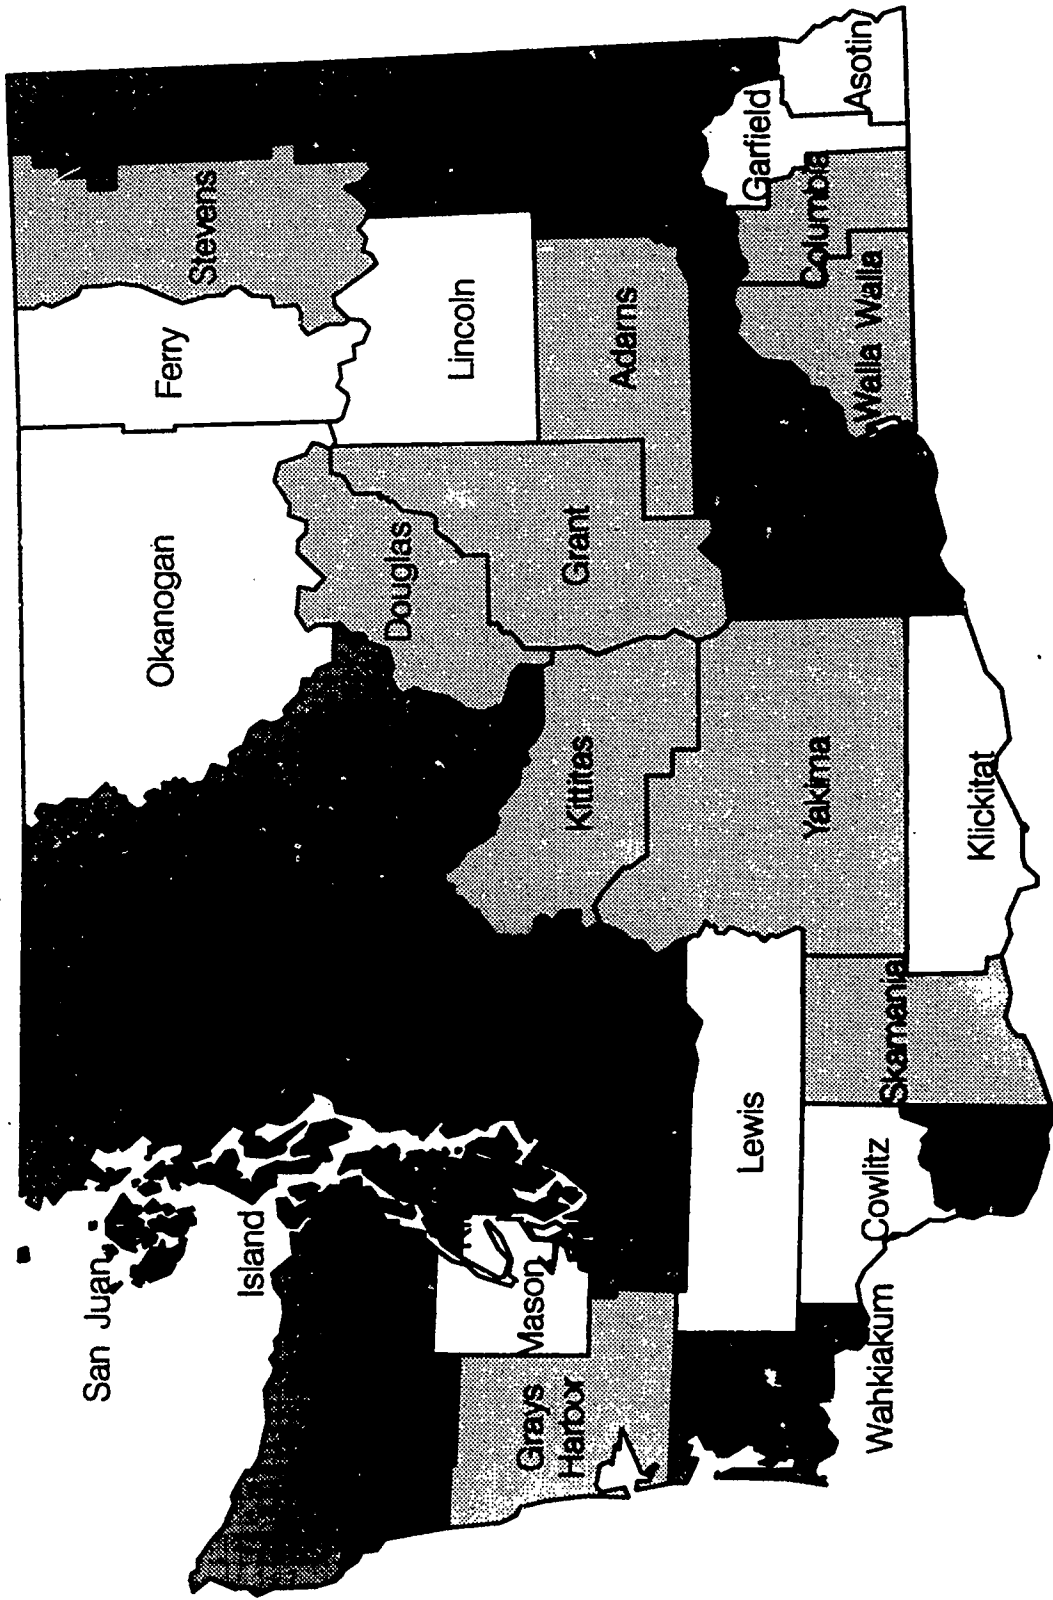 San Juan
Island
Okanogan
Ferry
Stevens
Douglas
Lincoln
Grant
Adams
Kittitas
Mason
Grays
Harbor
Lewis
Yakima
Garfield
Asotin
Columbia
Walla Walla
Klickitat
Skamania
Cowlitz
Wahkiakum